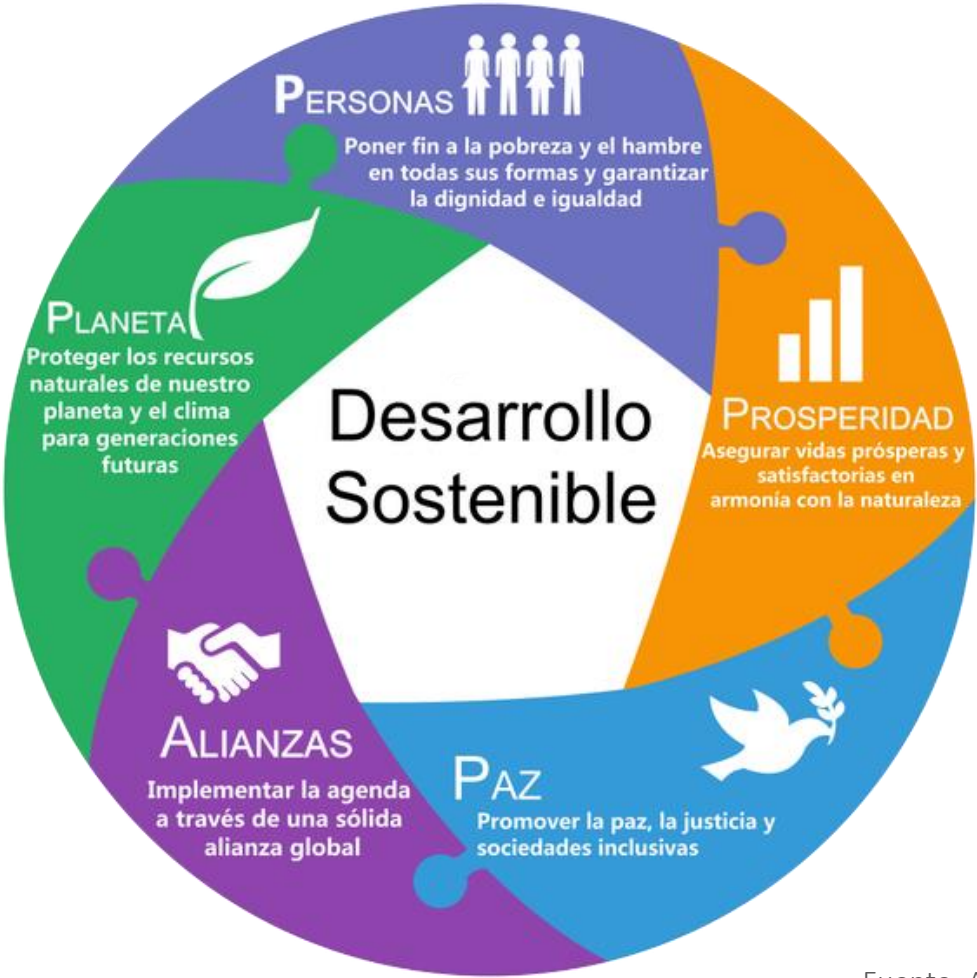 PERSONAS
Poner fin a la pobreza y el hambre
en todas sus formas y garantizar
la dignidad e igualdad
PROSPERIDAD
Asegurar vidas prósperas y
satisfactorias en
armonía con la naturaleza
PAZ
Promover la paz, la justicia y
sociedades inclusivas
ALIANZAS
Implementar la agenda
a través de una sólida
alianza global
PLANETA
Proteger los recursos
naturales de nuestro
planeta y el clima
para generaciones
futuras
Desarrollo
Sostenible